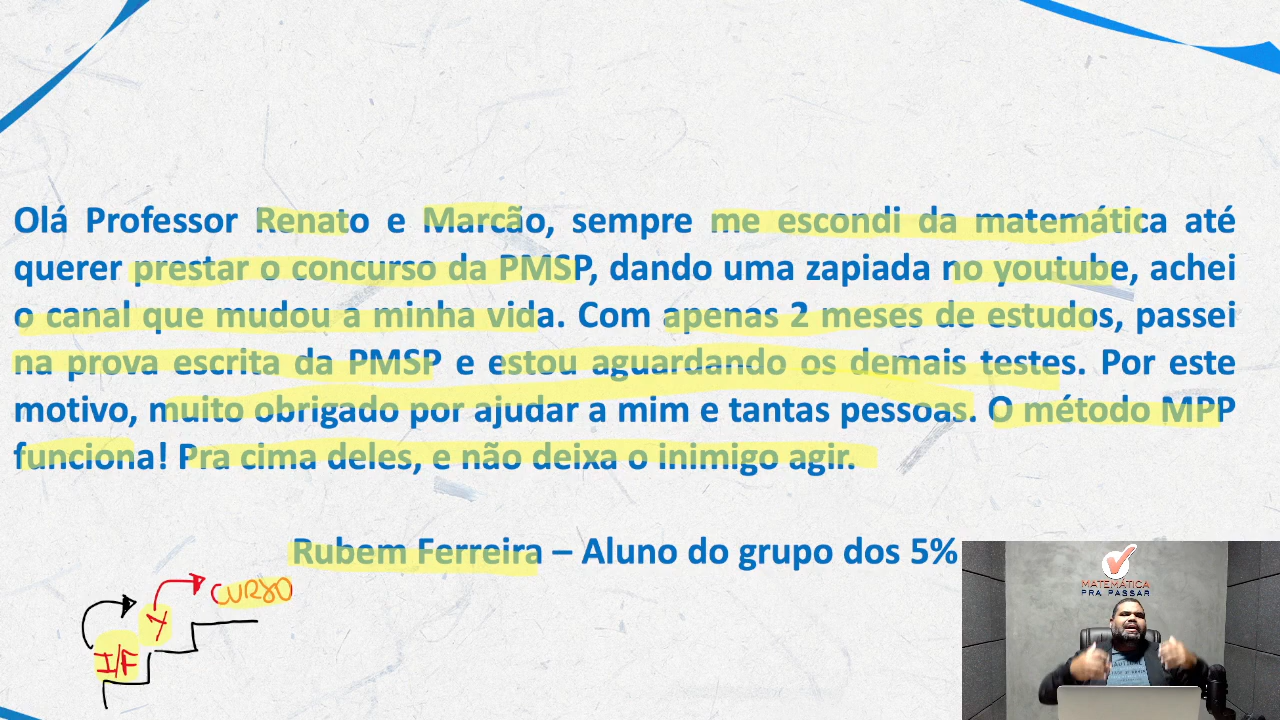 Olá Professor Renato e Marcão, sempre me escondi da matemática até
querer prestar o concurso da PMSP, dando uma zapiada no youtube, achei
o canal que mudou a minha vida. Com apenas 2 meses de estudos, passei
na prova escrita da PMSP e estou aguardando os demais testes. Por este
motivo, muito obrigado por ajudar a mim e tantas pessoas. O método MPP
funciona! Pra cima deles, e não deixa o inimigo agir.
Rubem Ferreira – Aluno do grupo dos 5%
CURSO
I/F
MATEMÁTICA
PRA PASSAR